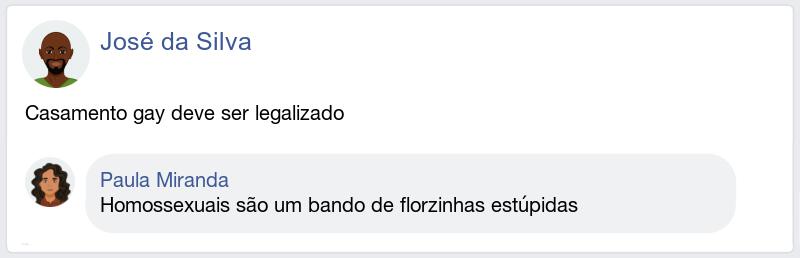 José da Silva
Casamento gay deve ser legalizado
Paula Miranda
Homossexuais são um bando de florzinhas estúpidas